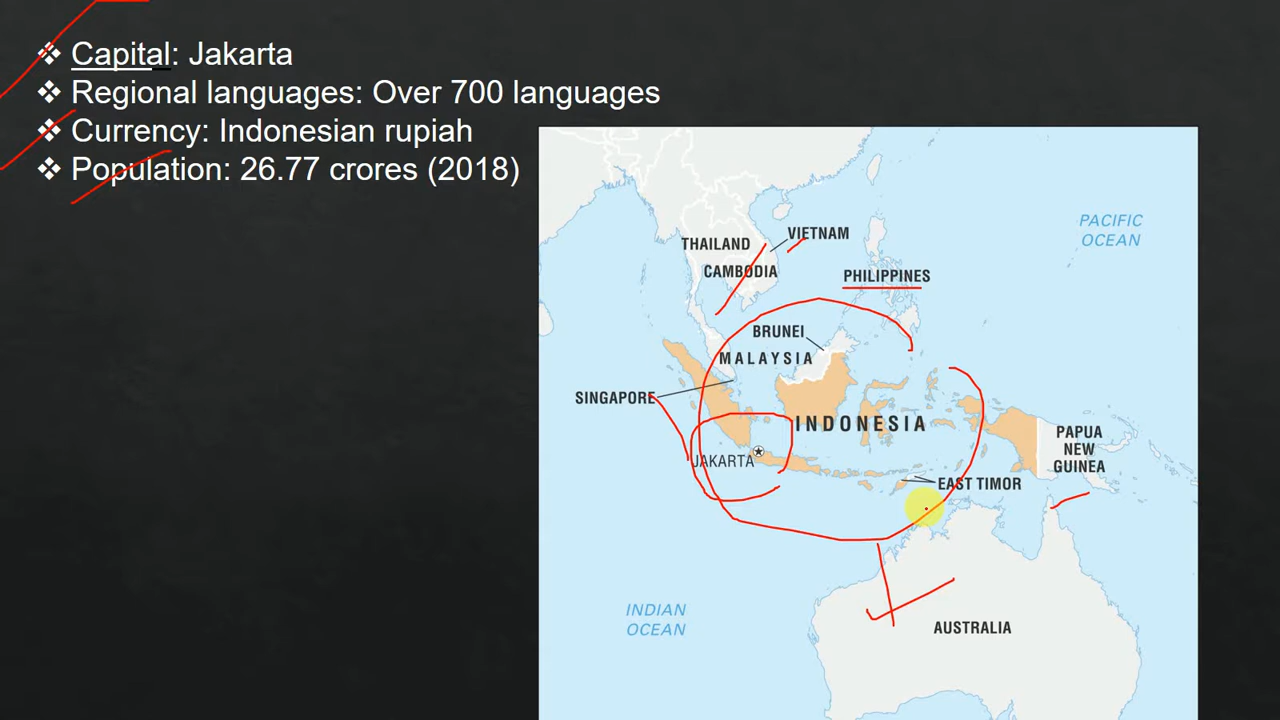 ❖ Capital: Jakarta
❖ Regional languages: Over 700 languages
❖ Currency: Indonesian rupiah
❖ Population: 26.77 crores (2018)
PACIFIC
OCEAN
VIETNAM
THAILAND
CAMBODIA
PHILIPPINES
BRUNEI
MALAYSIA
SINGAPORE
INDONESIA
JAKARTA
PAPUA
NEW
GUINEA
EAST TIMOR
INDIAN
OCEAN
AUSTRALIA